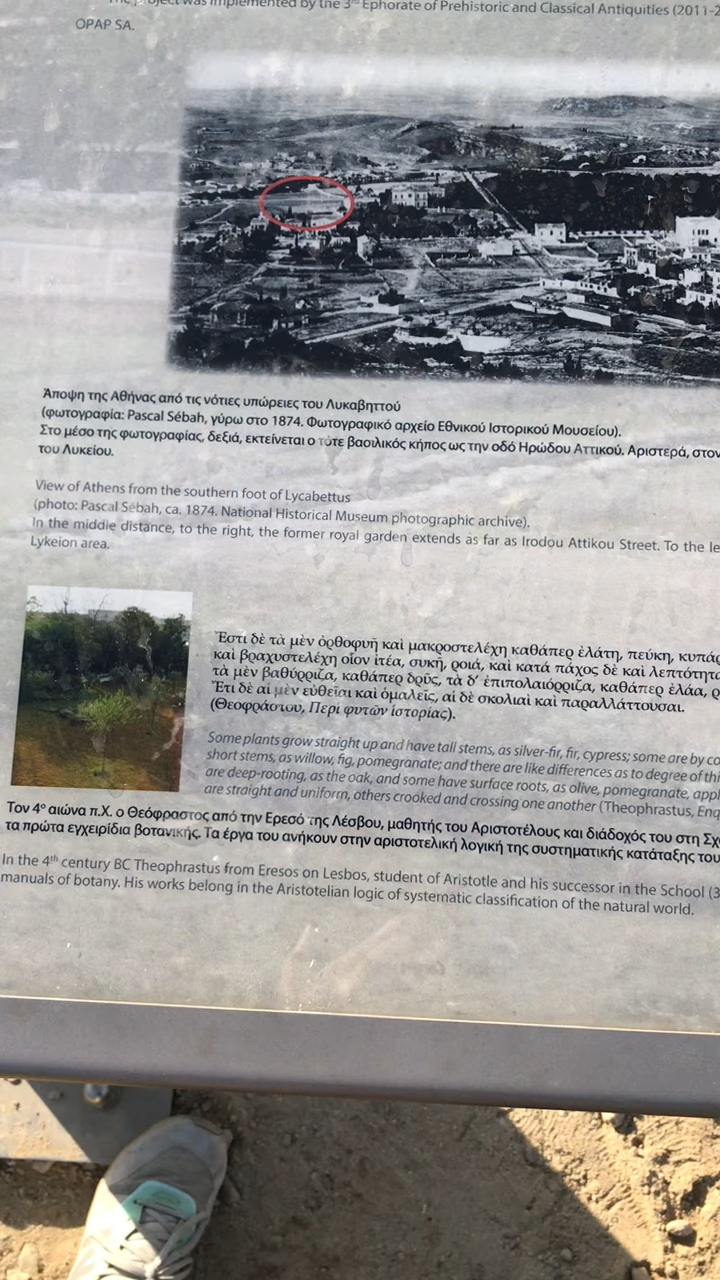 project was implemented by the 3rd Ephorate of Prehistoric and Classical Antiquities (2011-2
OPAP SA.
Άποψη της Αθήνας από τις νότιες υπώρειες του Λυκαβηττού
(φωτογραφία: Pascal Sébah, γύρω στο 1874. Φωτογραφικό αρχείο Εθνικού Ιστορικού Μουσείου).
Στο μέσο της φωτογραφίας, δεξιά, εκτείνεται ο τότε βασιλικός κήπος ως την οδό Ηρώδου Αττικού. Αριστερά, στον
του Λυκείου.
View of Athens from the southern foot of Lycabettus
(photo: Pascal Sébah, ca. 1874. National Historical Museum photographic archive).
In the middle distance, to the right, the former royal garden extends as far as Irodou Attikou Street. To the le
Lykeion area.
Ἔστι δὲ τὰ μὲν ὀρθοφυῆ καὶ μακροστελέχη καθάπερ ἐλάτη, πεύκη, κυπάρ
καὶ βραχυστελέχη οἷον ἰτέα, συκῆ, ροιά, καὶ κατά πάχος δὲ καὶ λεπτότητα
τὰ μὲν βαθύρριζα, καθάπερ δρῦς, τὰ δ' ἐπιπολαιόρριζα, καθάπερ ἐλάα, ρ
Ἔτι δὲ αἱ μὲν εὐθεῖαι καὶ ὁμαλεῖς, αἱ δὲ σκολιαὶ καὶ παραλλάττουσαι.
(Θεοφράστου, Περὶ φυτῶν ἱστορίας).
Some plants grow straight up and have tall stems, as silver-fir, fir, cypress; some are by co
short stems, as willow, fig, pomegranate; and there are like differences as to degree of thi
are deep-rooting, as the oak, and some have surface roots, as olive, pomegranate, appl
are straight and uniform, others crooked and crossing one another (Theophrastus, Enq
Τον 4ο αιώνα π.Χ. ο Θεόφραστος από την Ερεσό της Λέσβου, μαθητής του Αριστοτέλους και διάδοχός του στη Σχ
τα πρώτα εγχειρίδια βοτανικής. Τα έργα του ανήκουν στην αριστοτελική λογική της συστηματικής κατάταξης του
In the 4th century BC Theophrastus from Eresos on Lesbos, student of Aristotle and his successor in the School (3
manuals of botany. His works belong in the Aristotelian logic of systematic classification of the natural world.